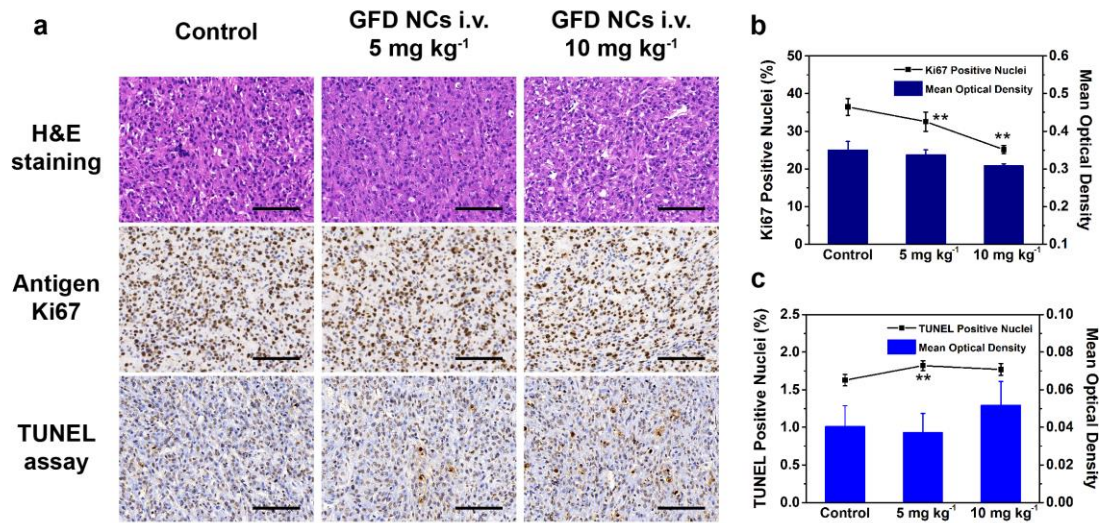 a
Control
GFD NCs i.v.
5 mg kg⁻¹
GFD NCs i.v.
10 mg kg⁻¹
H&E
staining
Antigen
Ki67
TUNEL
assay
b
Ki67 Positive Nuclei (%)
50
40
30
20
10
0
Ki67 Positive Nuclei
Mean Optical Density
**
**
0.6
0.5
0.4
0.3
0.2
0.1
Mean Optical Density
Control
5 mg kg⁻¹
10 mg kg⁻¹
c
TUNEL Positive Nuclei (%)
2.5
2.0
1.5
1.0
0.5
0.0
TUNEL Positive Nuclei
Mean Optical Density
**
0.10
0.08
0.06
0.04
0.02
0.00
Mean Optical Density
Control
5 mg kg⁻¹
10 mg kg⁻¹